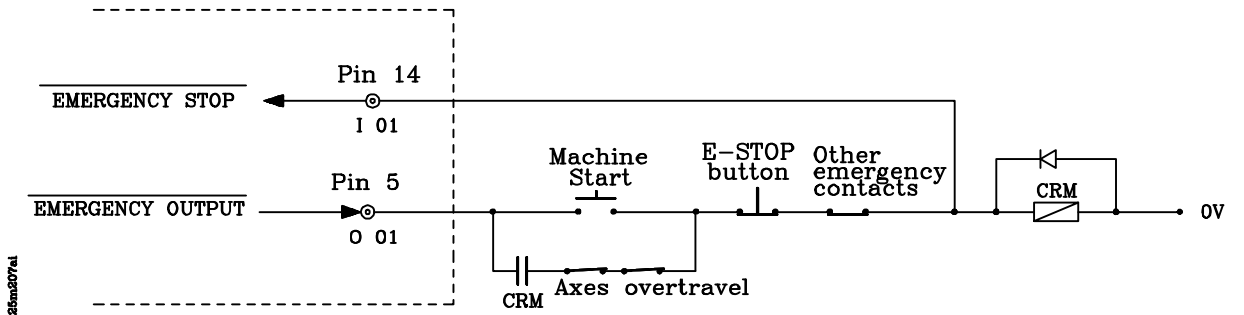 Pin 14
EMERGENCY STOP
I 01
Machine
Start
E-STOP
button
Other
emergency
contacts
Pin 5
EMERGENCY OUTPUT
O 01
CRM
0V
CRM
Axes overtravel
25m207a1